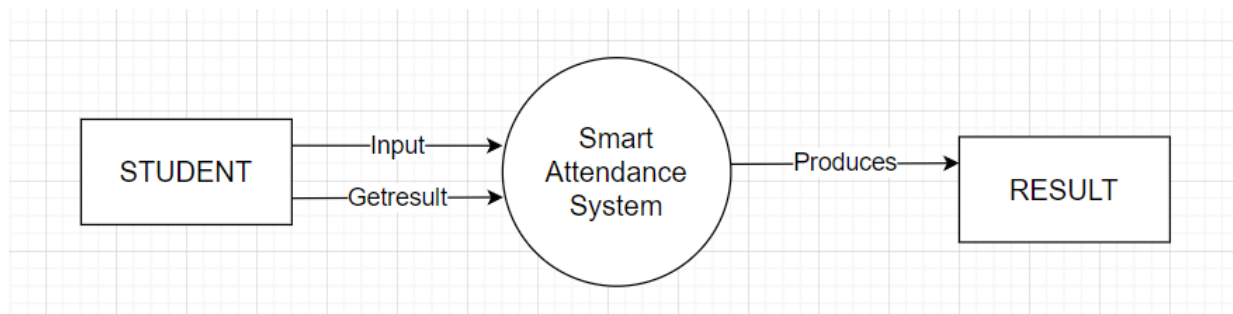 STUDENT
Input
Getresult
Smart
Attendance
System
Produces
RESULT